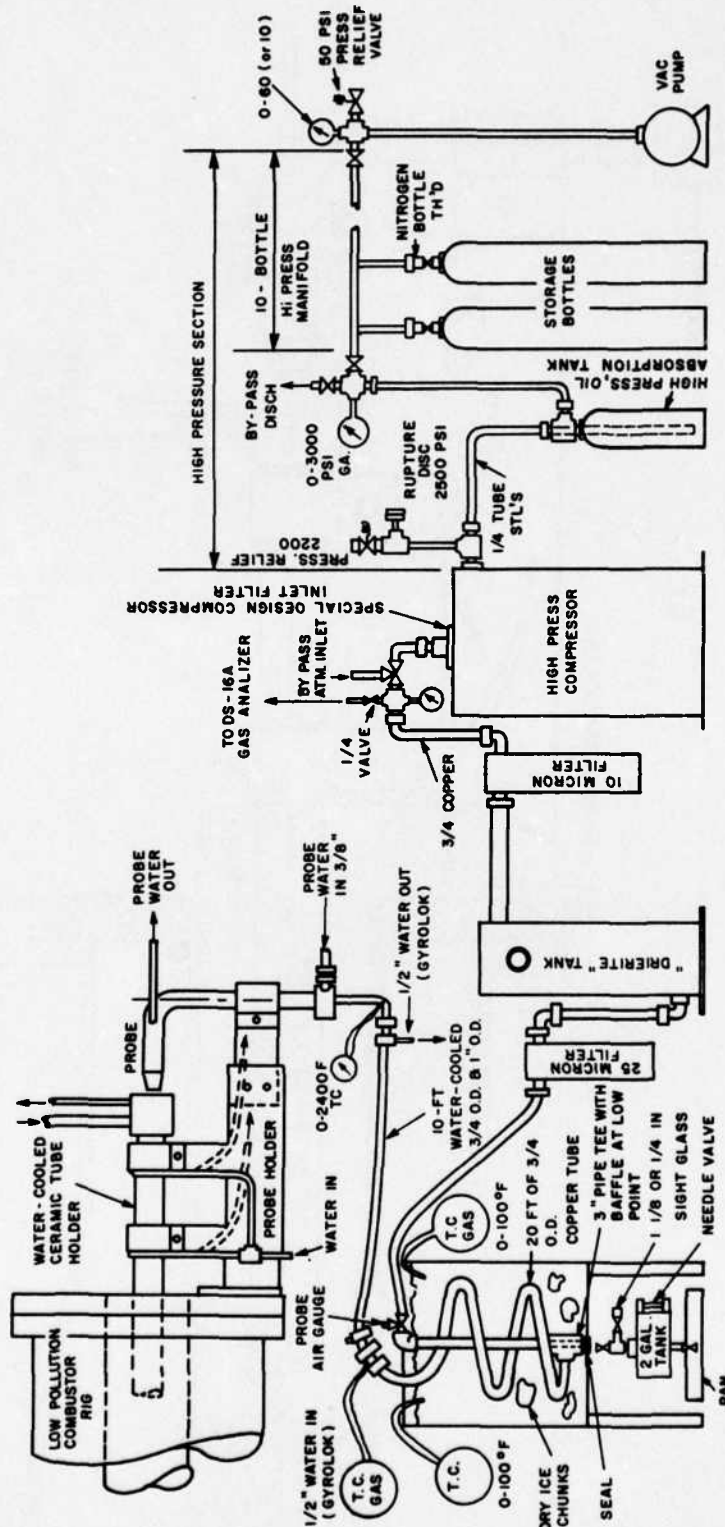 WATER-COOLED
CERAMIC TUBE
HOLDER
LOW POLLUTION
COMBUSTOR
RIG
PROBE
PROBE
WATER
OUT
PROBE HOLDER
WATER IN
PROBE
WATER
IN 3/8"
0-2400F
TC
1/2" WATER OUT
(GYROLOK)
10-FT
WATER-COOLED
3/4 O.D. & 1" O.D.
PROBE
AIR GAUGE
1/2" WATER IN
(GYROLOK)
T.C
GAS
T.C.
0-100°F
T.C
GAS
0-100°F
20 FT OF 3/4
O.D.
COPPER TUBE
3" PIPE TEE WITH
BAFFLE AT LOW
POINT
1 1/8 OR 1/4 IN
SIGHT GLASS
NEEDLE VALVE
2 GAL
TANK
PAN
DRY ICE
CHUNKS
SEAL
25 MICRON
FILTER
"DRIERITE" TANK
10 MICRON
FILTER
3/4 COPPER
1/4
VALVE
TO DS-16A
GAS ANALIZER
BY PASS
ATM. INLET
SPECIAL DESIGN COMPRESSOR
INLET FILTER
HIGH PRESS
COMPRESSOR
PRESS. RELIEF
2200
RUPTURE
DISC
2500 PSI
1/4 TUBE
STL'S
HIGH PRESSURE SECTION
BY-PASS
DISCH
0-3000
PSI
GA.
10-BOTTLE
Hi PRESS
MANIFOLD
HIGH PRESS, OIL
ABSORPTION TANK
STORAGE
BOTTLES
NITROGEN
BOTTLE
TH'D
0-60 (or 10)
50 PSI
PRESS
RELIEF
VALVE
VAC
PUMP